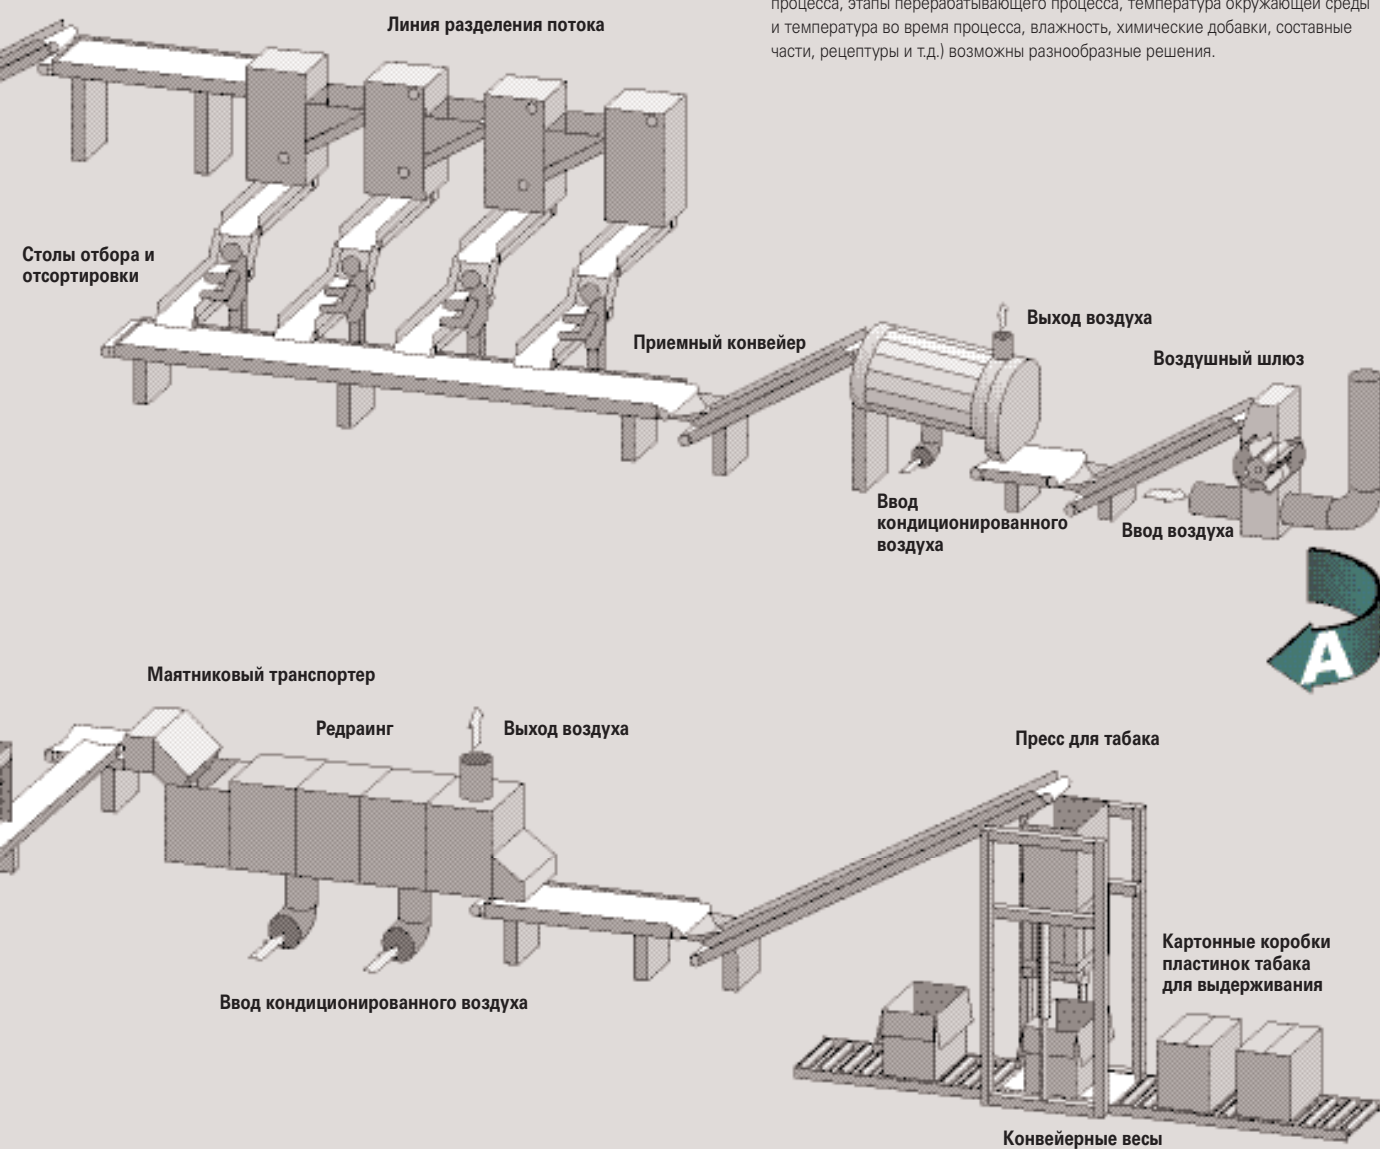 процесса, этапы перерабатывающего процесса, температура окружающей среды
и температура во время процесса, влажность, химические добавки, составные
части, рецептуры и т.д.) возможны разнообразные решения.
Линия разделения потока
Столы отбора и
отсортировки
Приемный конвейер
Выход воздуха
Воздушный шлюз
Ввод
кондиционированного
воздуха
Ввод воздуха
A
Маятниковый транспортер
Редраинг
Выход воздуха
Пресс для табака
Картонные коробки
пластинок табака
для выдерживания
Ввод кондиционированного воздуха
Конвейерные весы